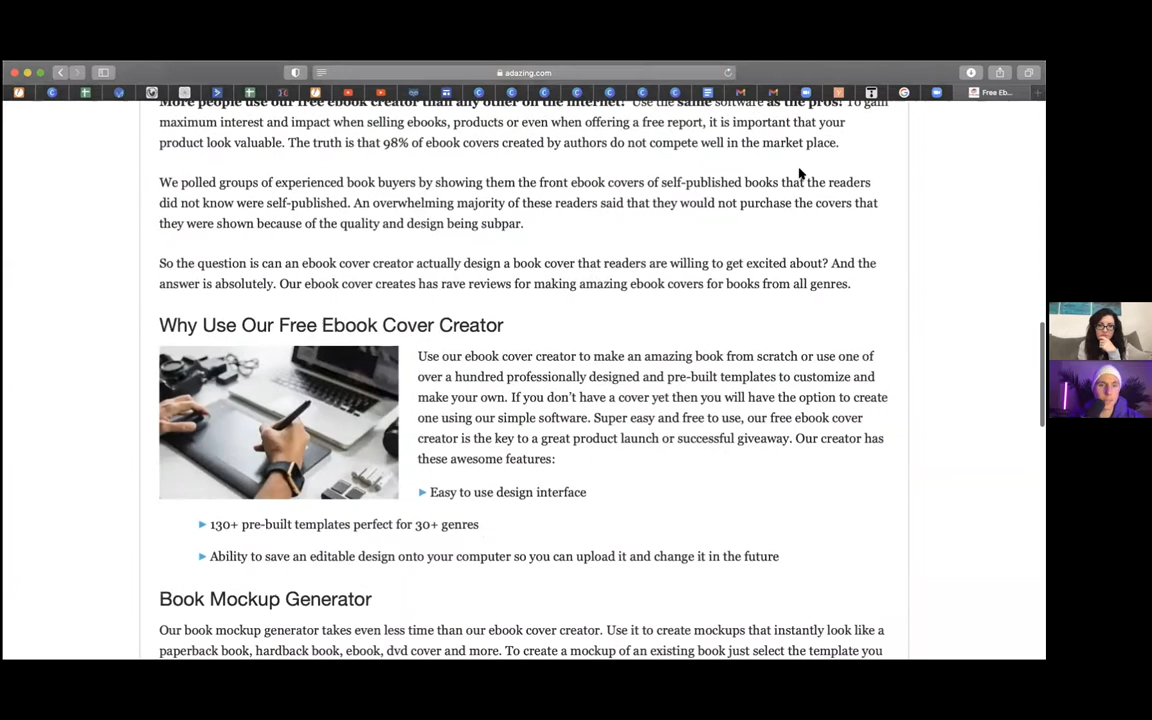 adazing.com
Free Eb...
More people use our free ebook creator than any other on the internet! Use the same software as the pros! To gain
maximum interest and impact when selling ebooks, products or even when offering a free report, it is important that your
product look valuable. The truth is that 98% of ebook covers created by authors do not compete well in the market place.
We polled groups of experienced book buyers by showing them the front ebook covers of self-published books that the readers
did not know were self-published. An overwhelming majority of these readers said that they would not purchase the covers that
they were shown because of the quality and design being subpar.
So the question is can an ebook cover creator actually design a book cover that readers are willing to get excited about? And the
answer is absolutely. Our ebook cover creates has rave reviews for making amazing ebook covers for books from all genres.
Why Use Our Free Ebook Cover Creator
Use our ebook cover creator to make an amazing book from scratch or use one of
over a hundred professionally designed and pre-built templates to customize and
make your own. If you don't have a cover yet then you will have the option to create
one using our simple software. Super easy and free to use, our free ebook cover
creator is the key to a great product launch or successful giveaway. Our creator has
these awesome features:
Easy to use design interface
130+ pre-built templates perfect for 30+ genres
Ability to save an editable design onto your computer so you can upload it and change it in the future
Book Mockup Generator
Our book mockup generator takes even less time than our ebook cover creator. Use it to create mockups that instantly look like a
paperback book, hardback book, ebook, dvd cover and more. To create a mockup of an existing book just select the template you